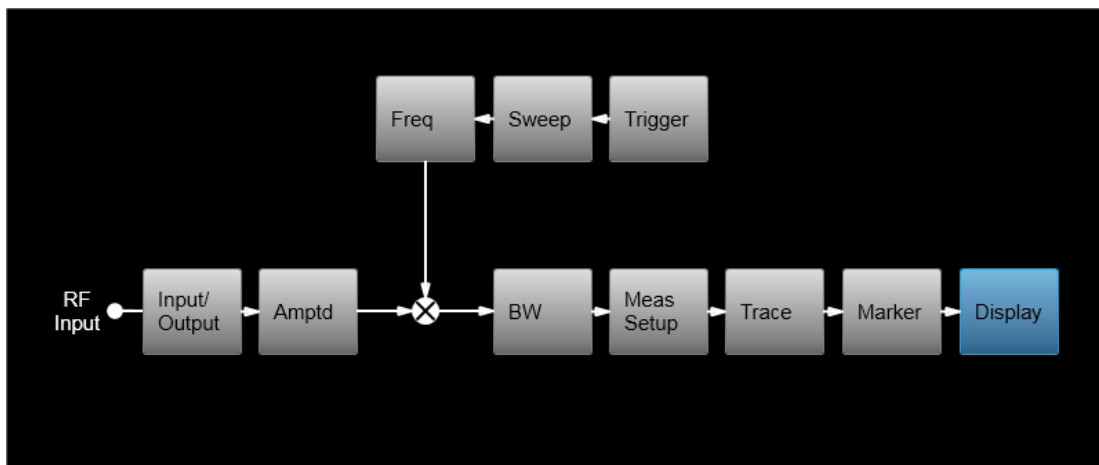 Freq
Sweep
Trigger
RF
Input
Input/
Output
Amptd
BW
Meas
Setup
Trace
Marker
Display